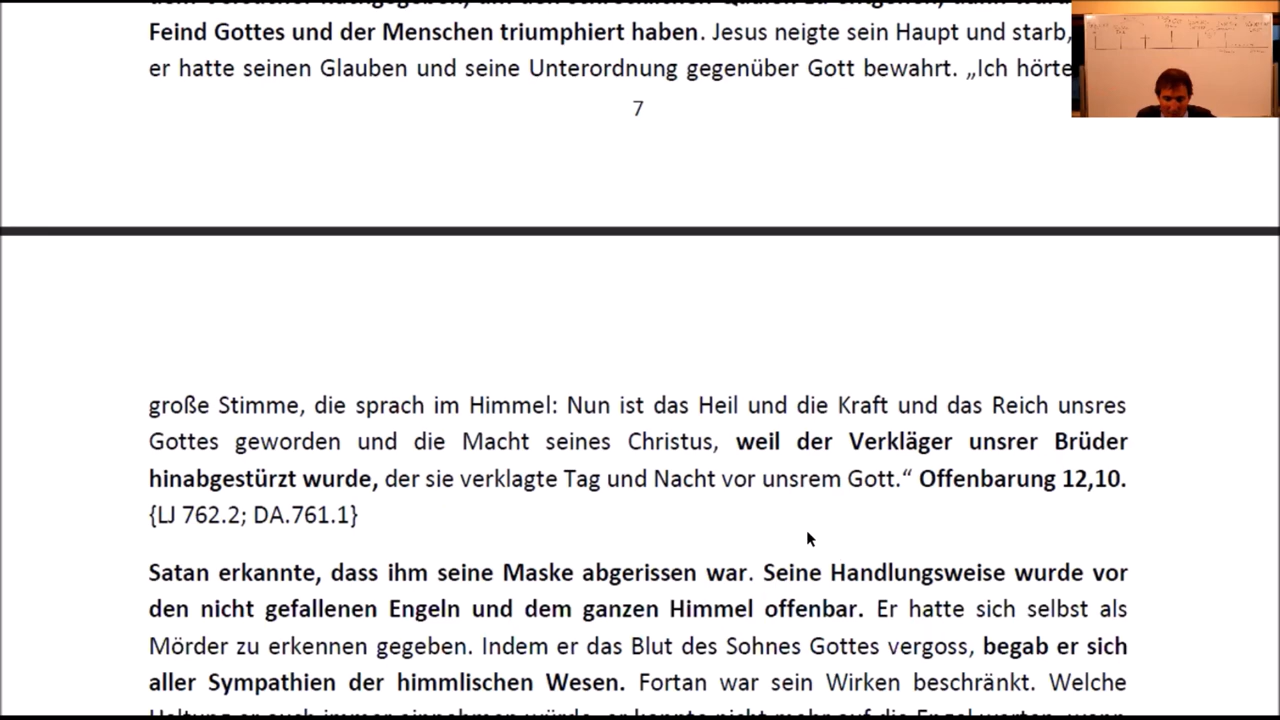 Feind Gottes und der Menschen triumphiert haben. Jesus neigte sein Haupt und starb,
er hatte seinen Glauben und seine Unterordnung gegenüber Gott bewahrt. „Ich hörte
7
große Stimme, die sprach im Himmel: Nun ist das Heil und die Kraft und das Reich unsres
Gottes geworden und die Macht seines Christus, weil der Verkläger unsrer Brüder
hinabgestürzt wurde, der sie verklagte Tag und Nacht vor unsrem Gott.“ Offenbarung 12,10.
{LJ 762.2; DA.761.1}
Satan erkannte, dass ihm seine Maske abgerissen war. Seine Handlungsweise wurde vor
den nicht gefallenen Engeln und dem ganzen Himmel offenbar. Er hatte sich selbst als
Mörder zu erkennen gegeben. Indem er das Blut des Sohnes Gottes vergoss, begab er sich
aller Sympathien der himmlischen Wesen. Fortan war sein Wirken beschränkt. Welche